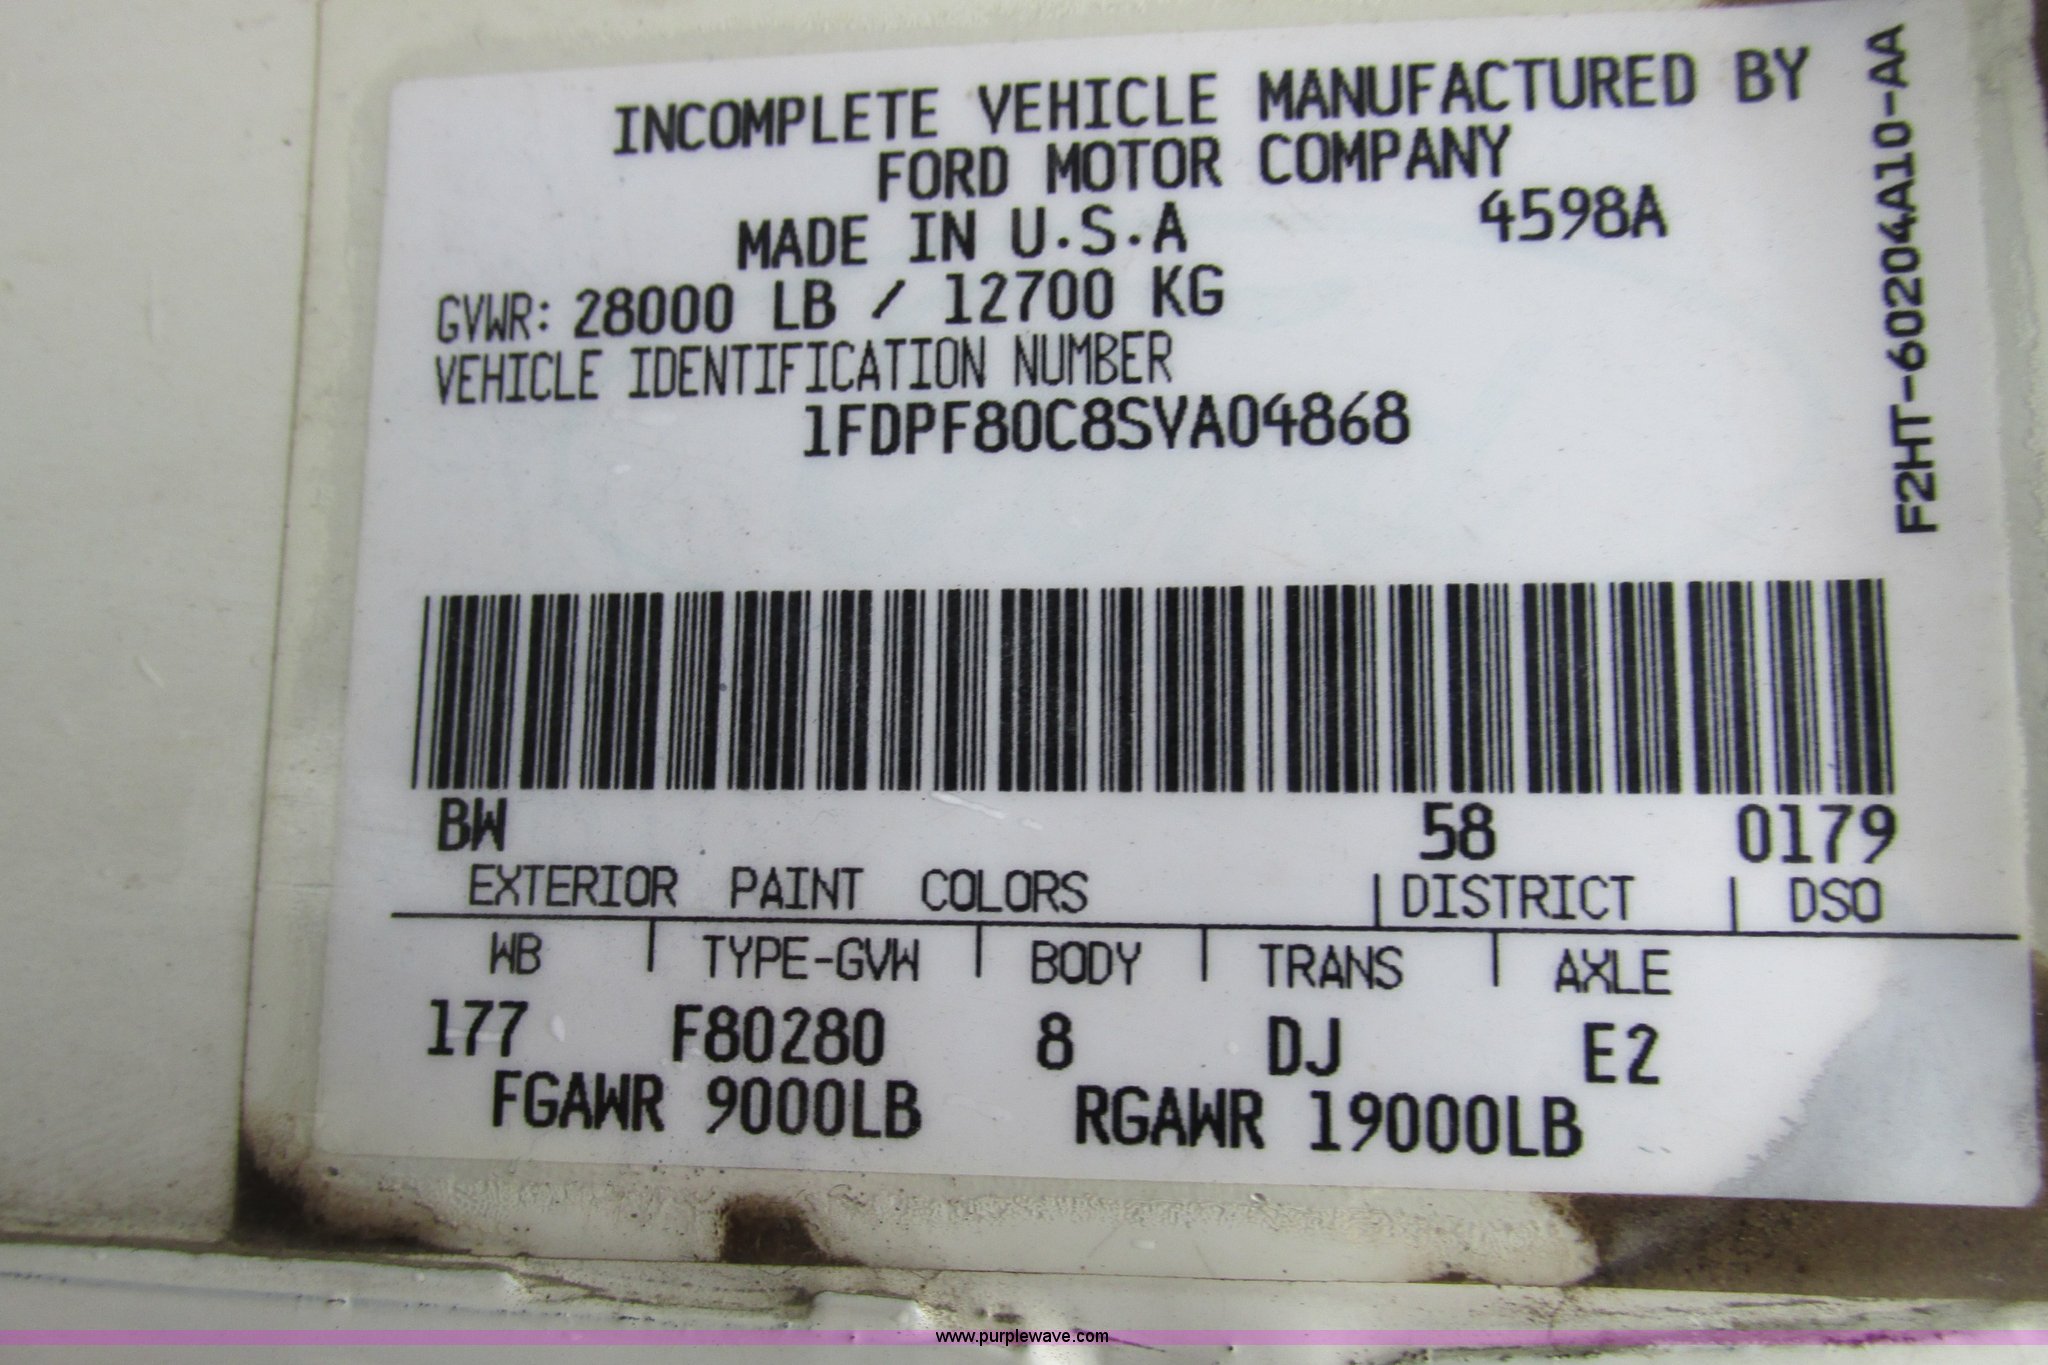 INCOMPLETE VEHICLE MANUFACTURED BY
FORD MOTOR COMPANY
MADE IN U.S.A 4598A
GVWR: 28000 LB / 12700 KG
VEHICLE IDENTIFICATION NUMBER
1FDPF80C8SVA04868
F2HT-60204A10-AA
BW 58 0179
EXTERIOR PAINT COLORS DISTRICT DSO
WB TYPE-GVW BODY TRANS AXLE
177 F80280 8 DJ E2
FGAWR 9000LB RGAWR 19000LB
www.purplewave.com